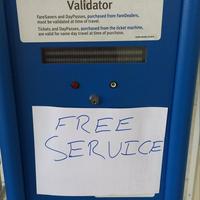 Validator
FareSavers and DayPasses, purchased from FareDealers,
must be validated at time of travel.
Tickets and DayPasses, purchased from the ticket machine,
are valid for same day travel at time of purchase.
FREE
SERVICE